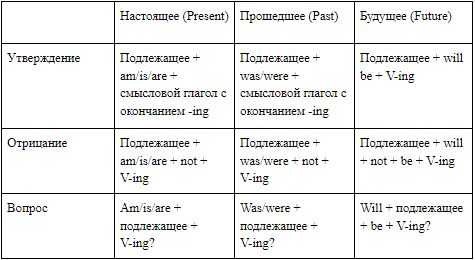 Настоящее (Present)
Прошедшее (Past)
Будущее (Future)
Утверждение
Подлежащее +
am/is/are +
смысловой глагол с
окончанием -ing
Подлежащее +
was/were +
смысловой глагол с
окончанием -ing
Подлежащее + will
be + V-ing
Отрицание
Подлежащее +
am/is/are + not +
V-ing
Подлежащее +
was/were + not +
V-ing
Подлежащее + will
+ not + be + V-ing
Вопрос
Am/is/are +
подлежащее +
V-ing?
Was/were +
подлежащее +
V-ing?
Will + подлежащее
+ be + V-ing?